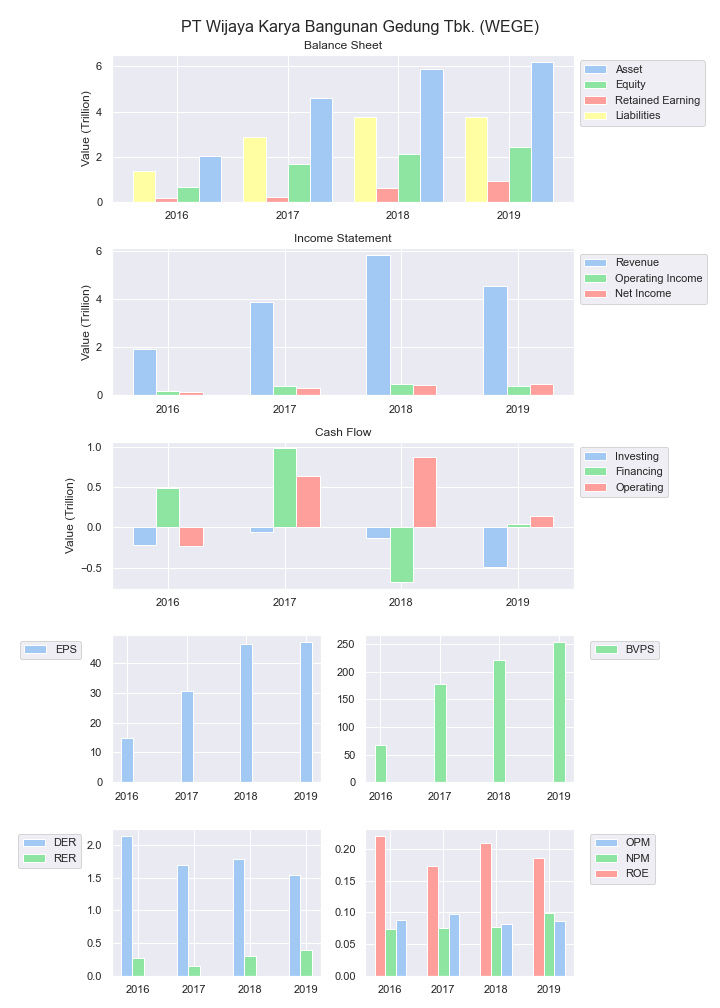 PT Wijaya Karya Bangunan Gedung Tbk. (WEGE)
Balance Sheet
Value (Trillion)
6
4
2
0
2016 2017 2018 2019
Asset
Equity
Retained Earning
Liabilities
Income Statement
Value (Trillion)
6
4
2
0
2016 2017 2018 2019
Revenue
Operating Income
Net Income
Cash Flow
Value (Trillion)
1.0
0.5
0.0
−0.5
2016 2017 2018 2019
Investing
Financing
Operating
EPS
40
30
20
10
0
2016 2017 2018 2019
250
200
150
100
50
0
2016 2017 2018 2019
BVPS
DER
RER
2.0
1.5
1.0
0.5
0.0
2016 2017 2018 2019
0.20
0.15
0.10
0.05
0.00
2016 2017 2018 2019
OPM
NPM
ROE